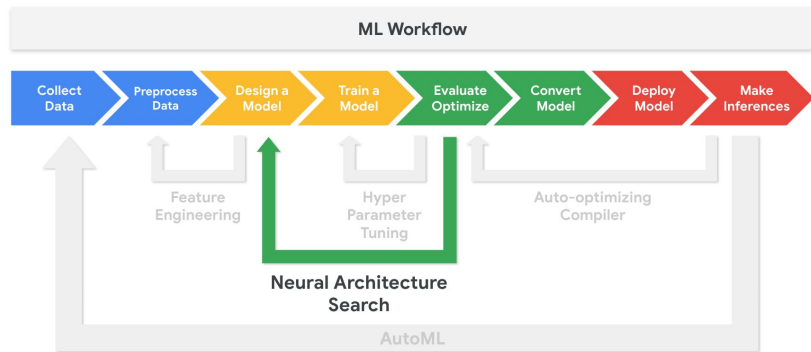 ML Workflow
Collect
Data
Preprocess
Data
Design a
Model
Train a
Model
Evaluate
Optimize
Convert
Model
Deploy
Model
Make
Inferences
Feature
Engineering
Hyper
Parameter
Tuning
Auto-optimizing
Compiler
Neural Architecture
Search
AutoML